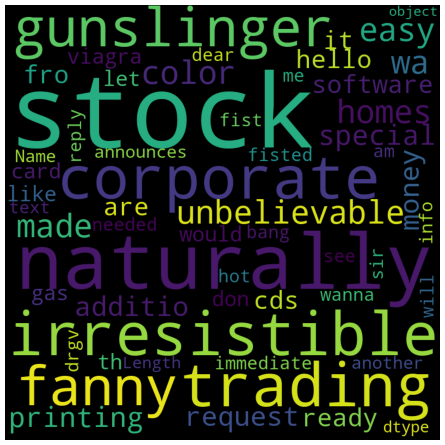 object
gunslinger it easy
viagra dear hello wa
fro let color me software
stock
reply fist homes
Name announces fisted am special
card corporate money
like
text are unbelievable info
made needed would bang see sir
naturally
gas don hot will
additio cds wanna
irresistible
drgv th Length immediate another
fanny trading
printing request ready dtype